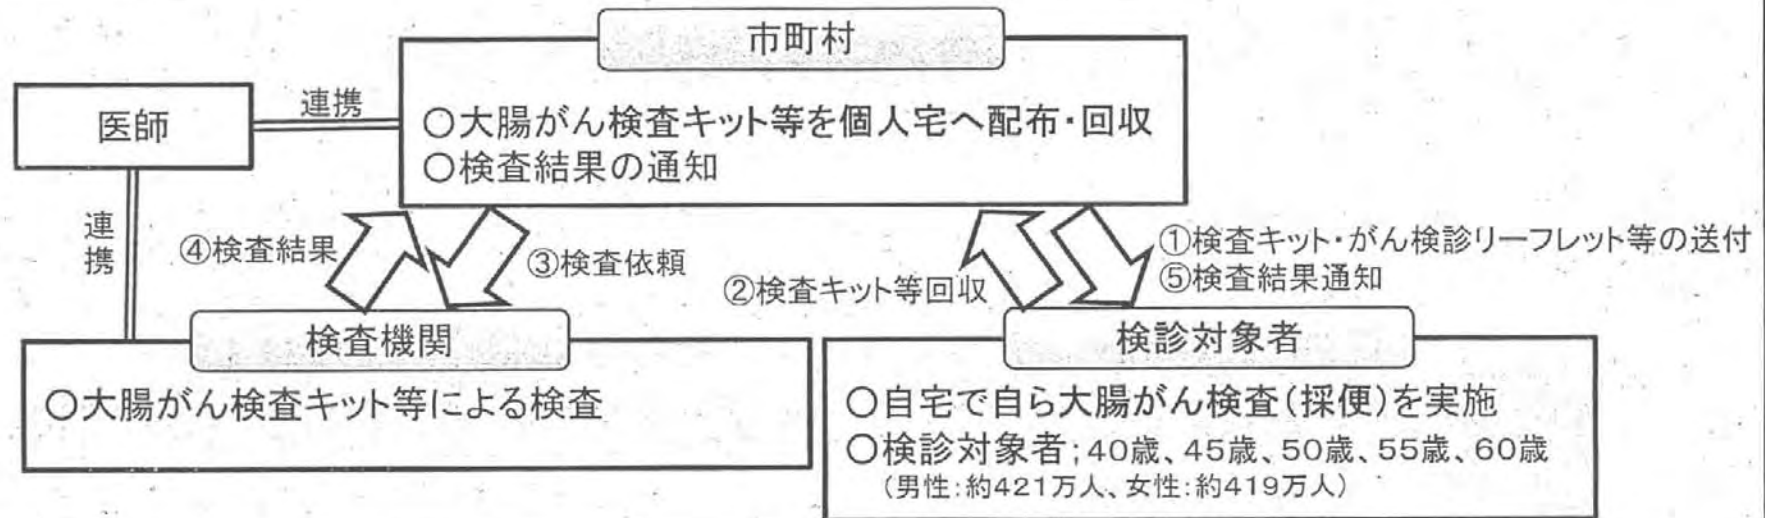 市町村
医師
連携
○大腸がん検査キット等を個人宅へ配布・回収
○検査結果の通知
連携
④検査結果
③検査依頼
②検査キット等回収
①検査キット・がん検診リーフレット等の送付
⑤検査結果通知
検査機関
○大腸がん検査キット等による検査
検診対象者
○自宅で自ら大腸がん検査(採便)を実施
○検診対象者;40歳、45歳、50歳、55歳、60歳
(男性:約421万人、女性:約419万人)